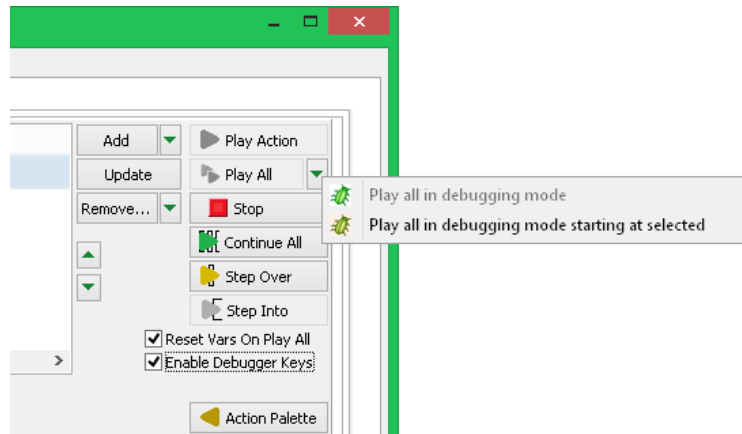 Add
Play Action
Update
Play All
Play all in debugging mode
Remove...
Stop
Play all in debugging mode starting at selected
Continue All
Step Over
Step Into
Reset Vars On Play All
Enable Debugger Keys
Action Palette